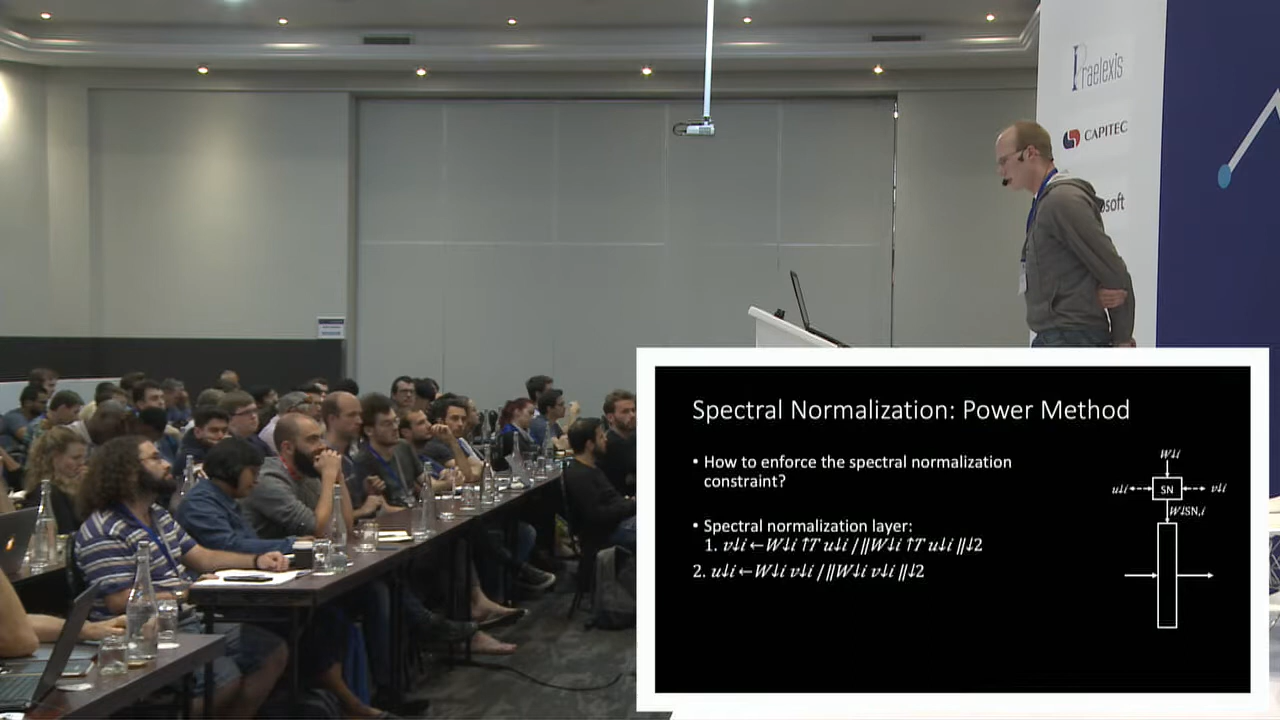 Praelexis
CAPITEC
osoft
Spectral Normalization: Power Method
• How to enforce the spectral normalization
constraint?
• Spectral normalization layer:
1. v↓i ←W↓i ↑T u↓i /‖W↓i ↑T u↓i ‖↓2
2. u↓i ←W↓i v↓i /‖W↓i v↓i ‖↓2
W↓i
u↓i
SN
v↓i
W↓SN,i